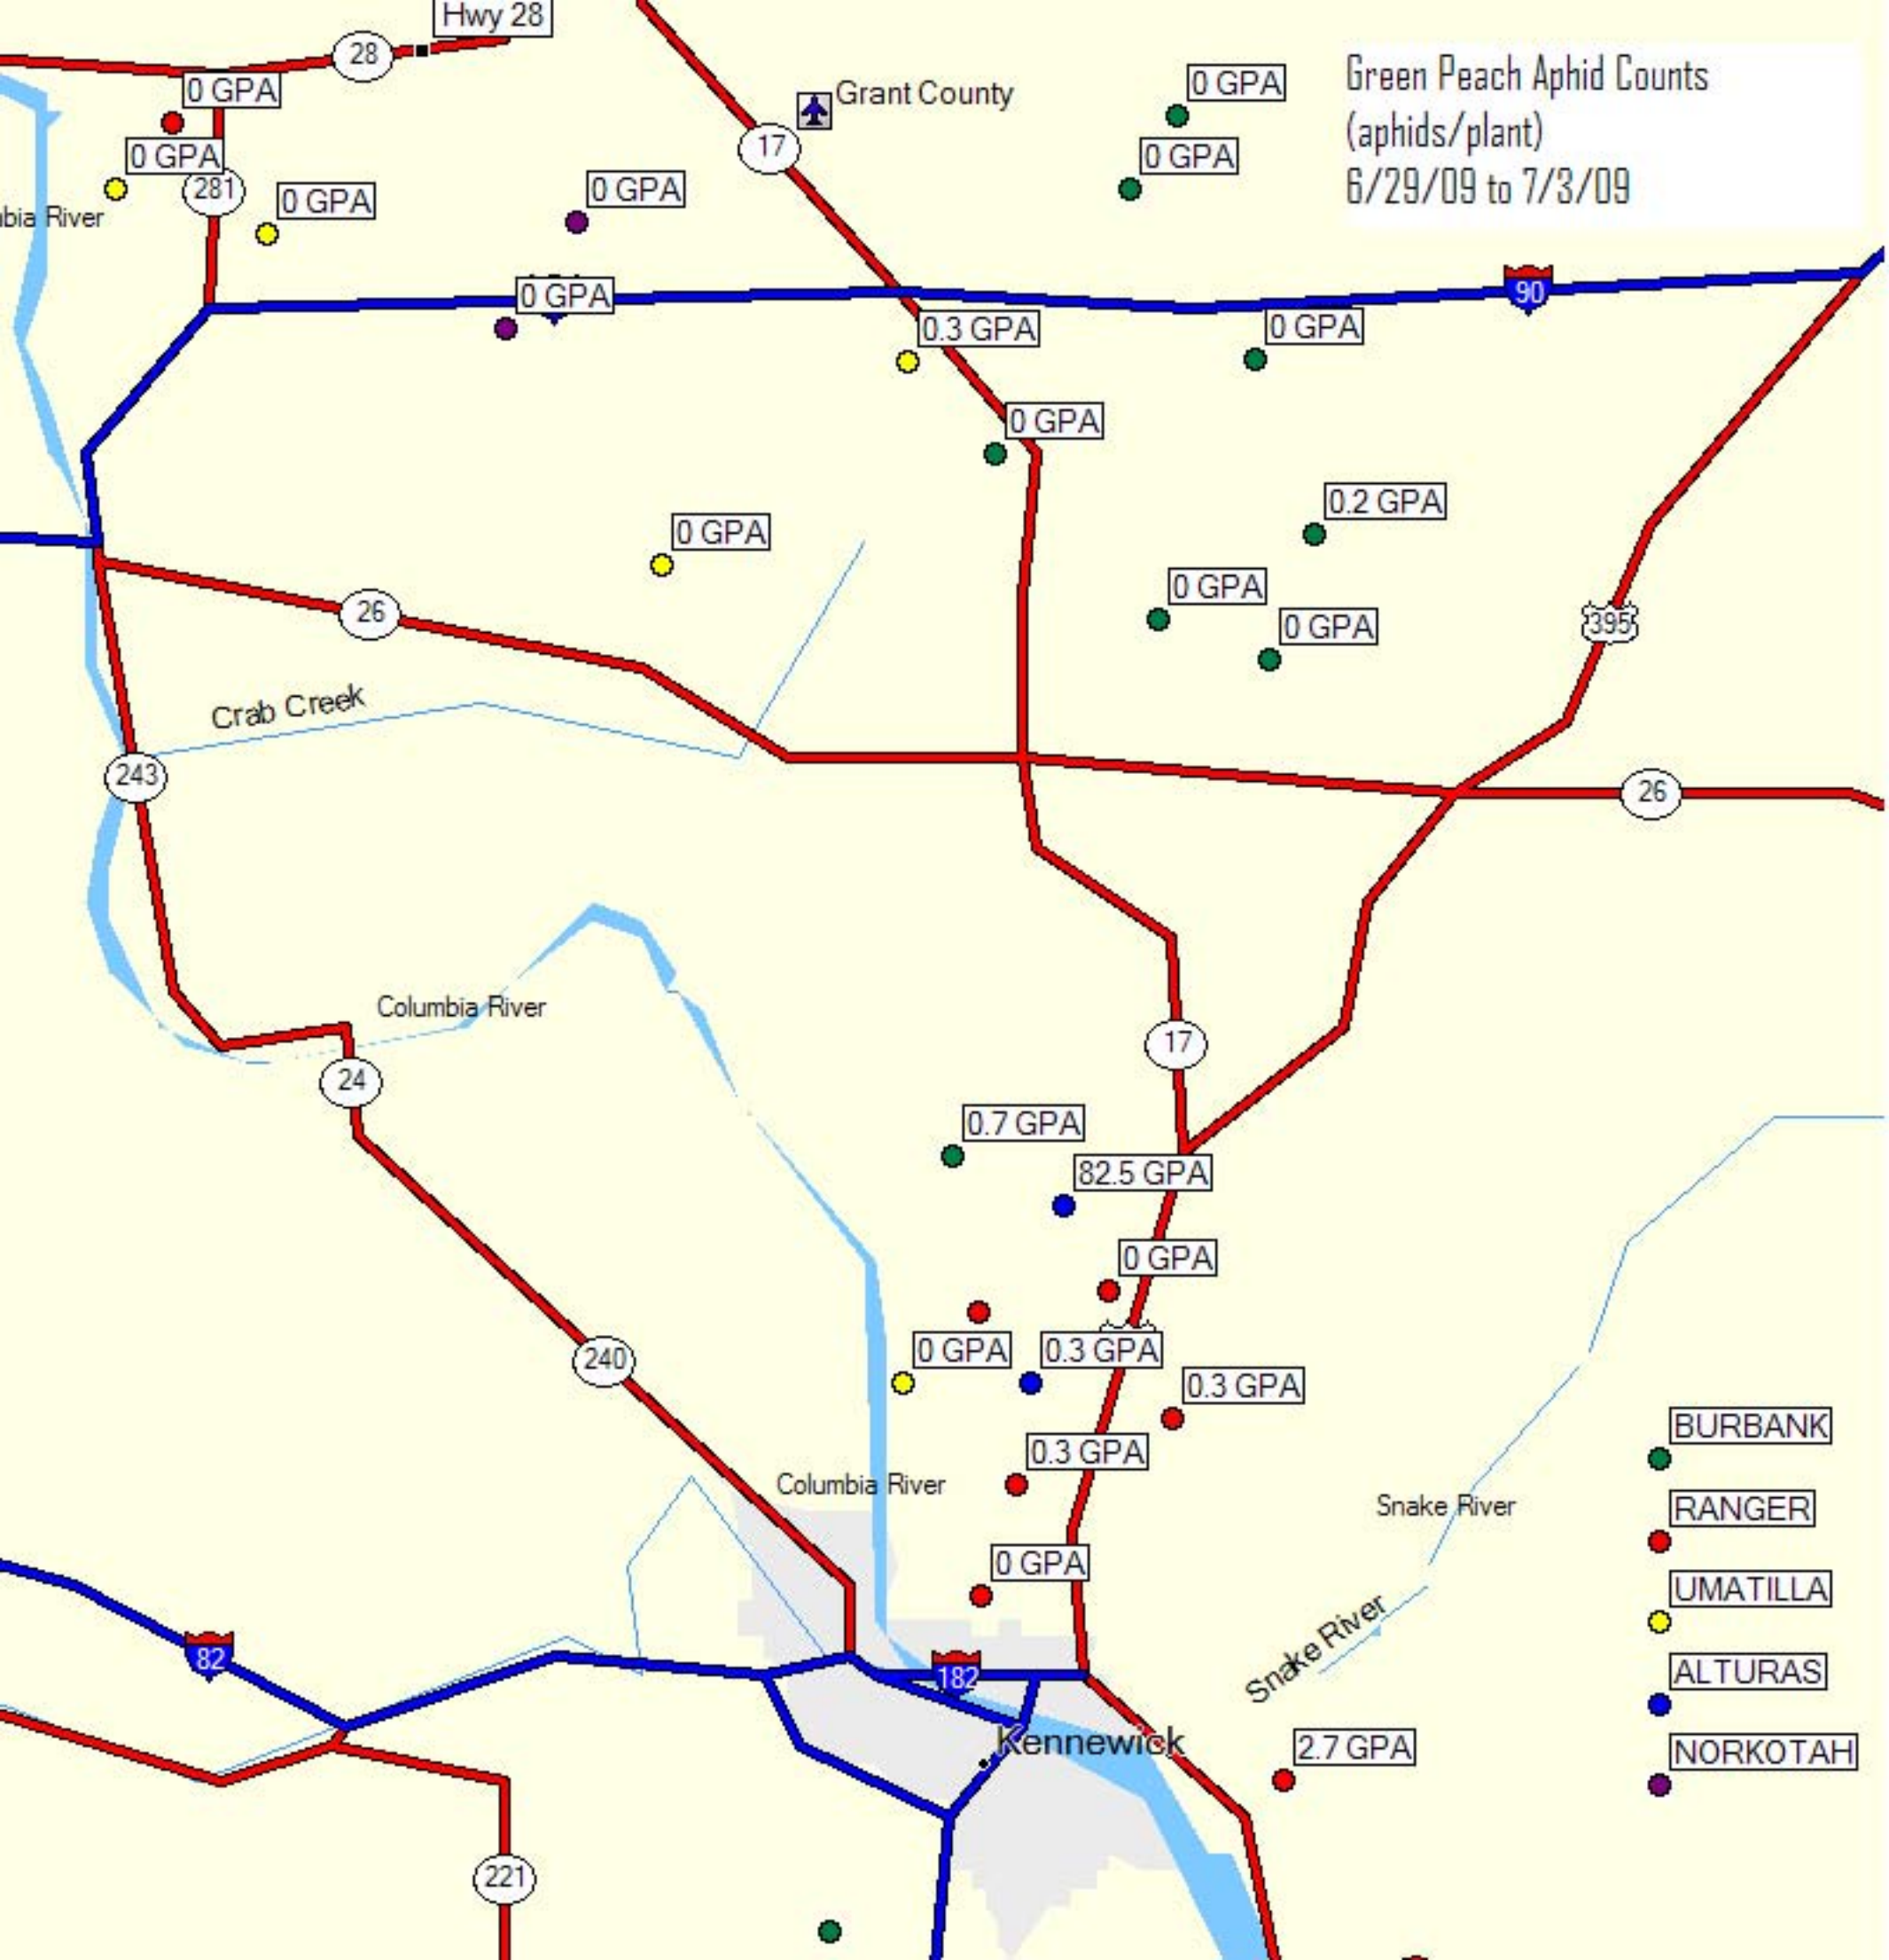 Hwy 28
28
0 GPA
Grant County
0 GPA
Green Peach Aphid Counts
(aphids/plant)
6/29/09 to 7/3/09
17
0 GPA
0 GPA
281
0 GPA
0 GPA
bia River
0 GPA
90
0.3 GPA
0 GPA
0 GPA
0.2 GPA
0 GPA
0 GPA
26
0 GPA
395
Crab Creek
243
26
Columbia River
17
24
0.7 GPA
82.5 GPA
0 GPA
240
0 GPA
0.3 GPA
0.3 GPA
BURBANK
0.3 GPA
Columbia River
Snake River
RANGER
0 GPA
UMATILLA
Snake River
82
182
ALTURAS
Kennewick
2.7 GPA
NORKOTAH
221